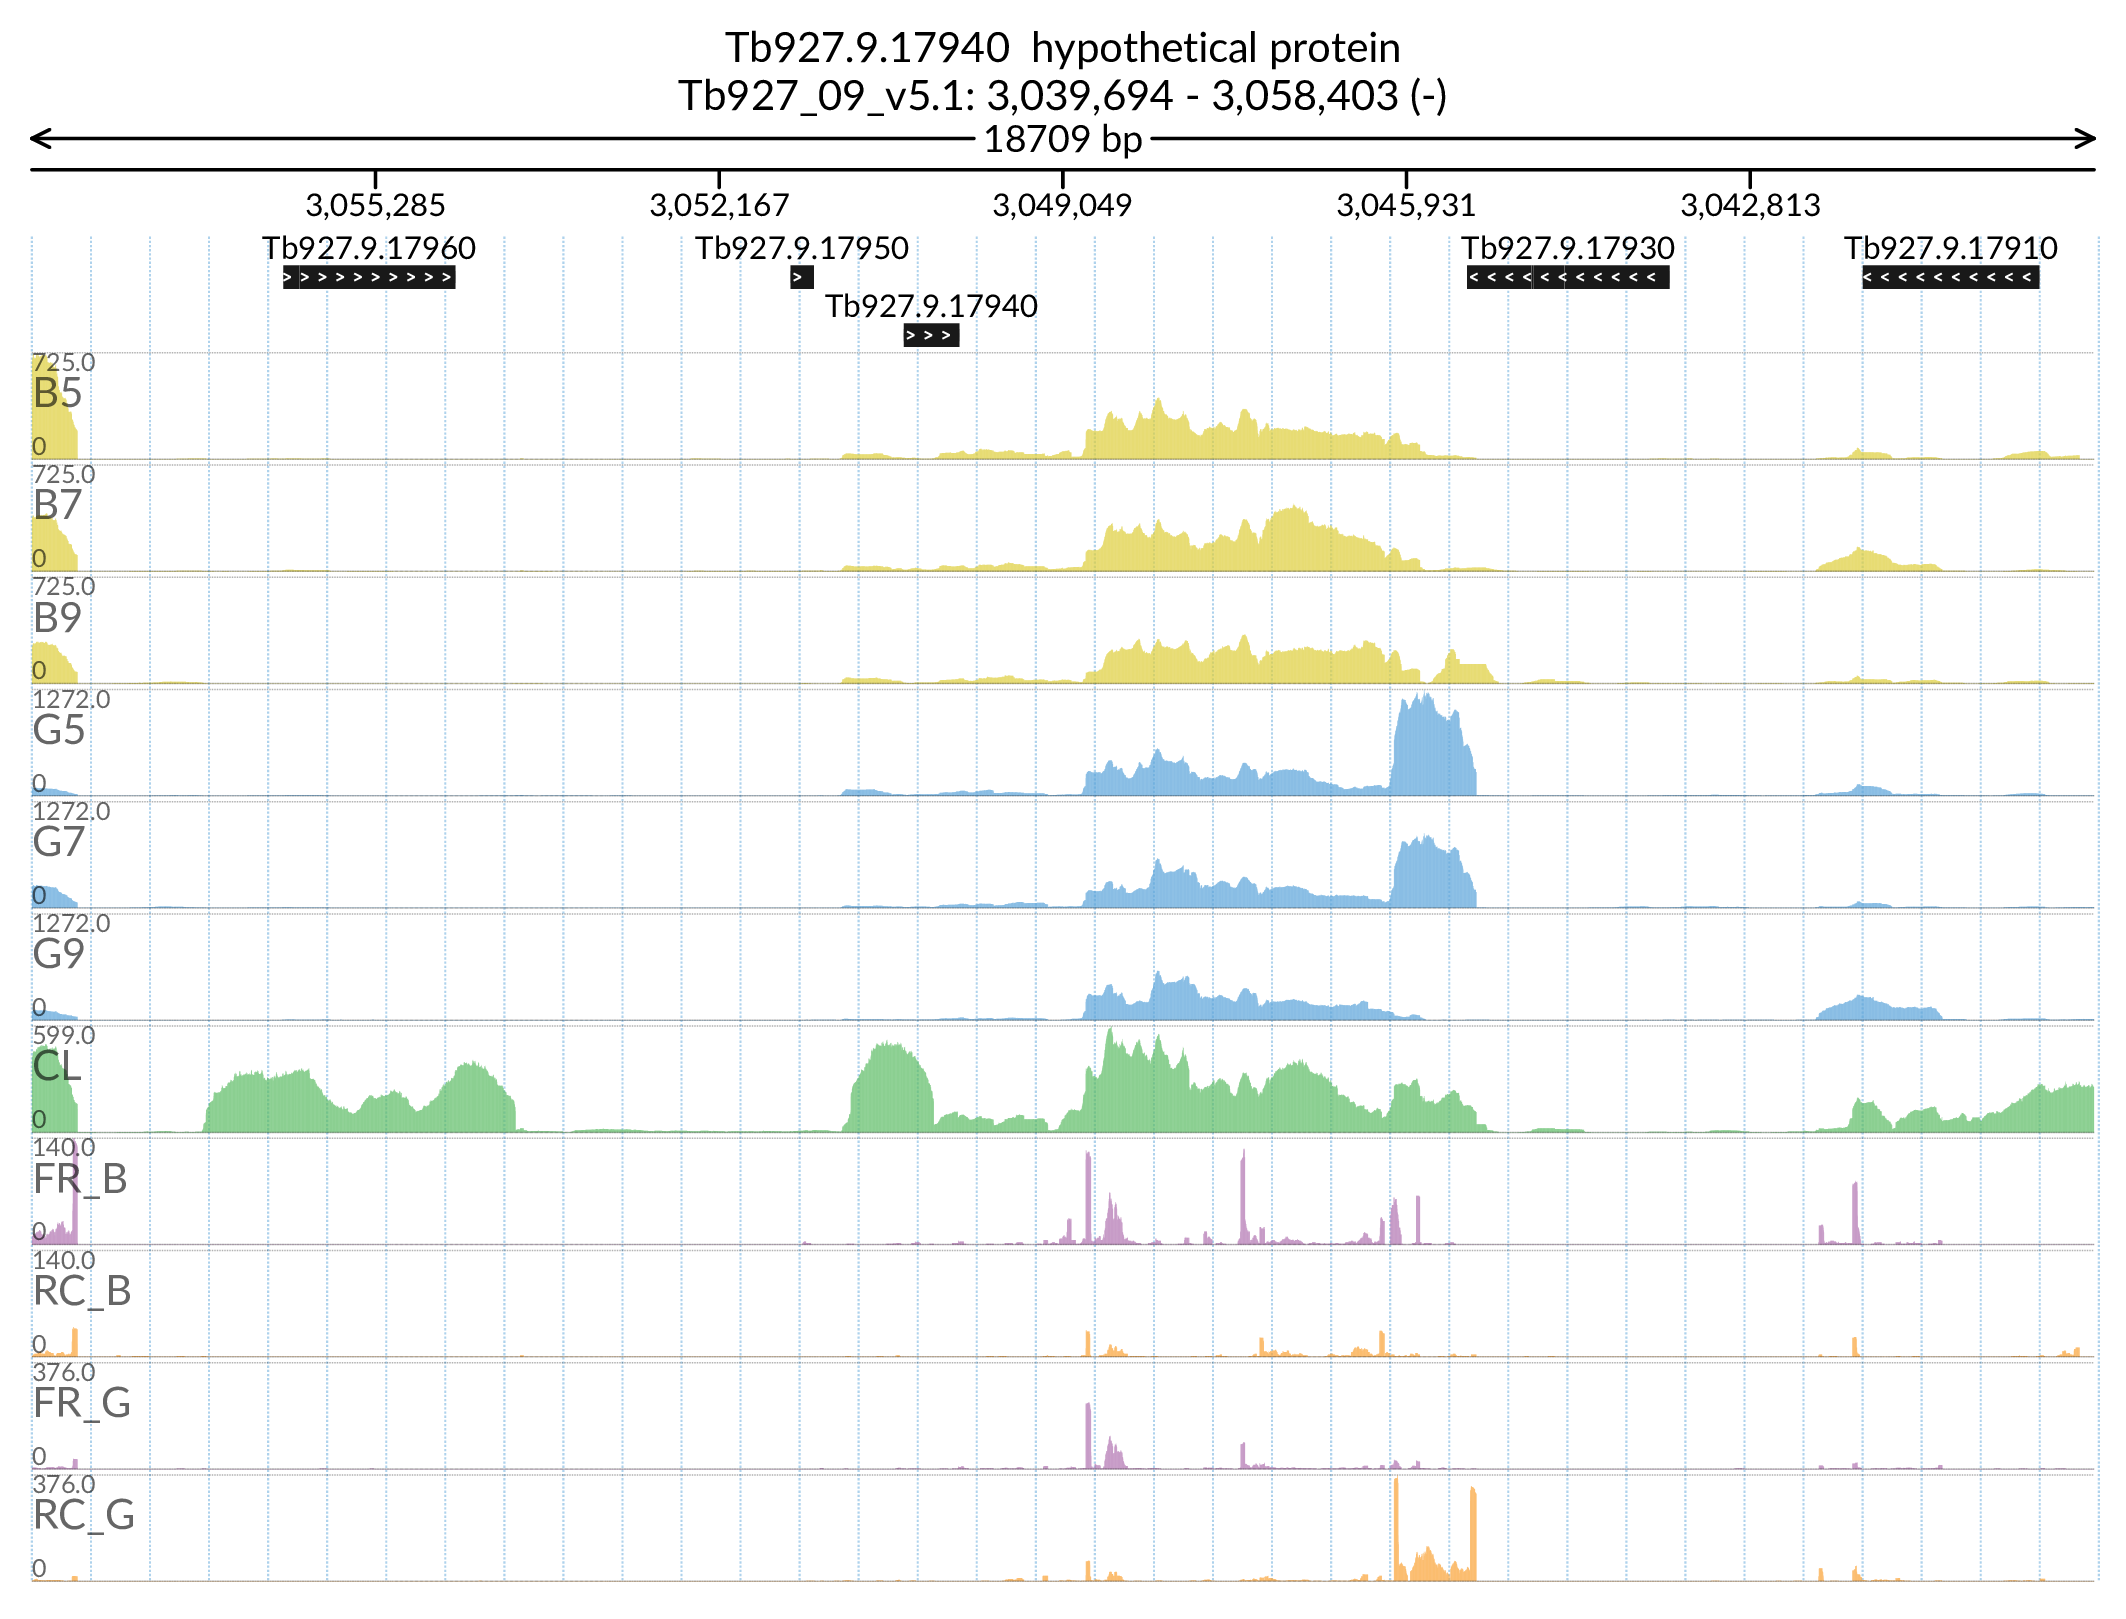 Tb927.9.17940  hypothetical protein
Tb927_09_v5.1: 3,039,694 - 3,058,403 (-)
18709 bp
3,055,285 3,052,167 3,049,049 3,045,931 3,042,813
Tb927.9.17960 Tb927.9.17950 Tb927.9.17930 Tb927.9.17910
Tb927.9.17940
725.0
B5
0
725.0
B7
0
725.0
B9
0
1272.0
G5
0
1272.0
G7
0
1272.0
G9
0
599.0
CL
0
140.0
FR_B
0
140.0
RC_B
0
376.0
FR_G
0
376.0
RC_G
0